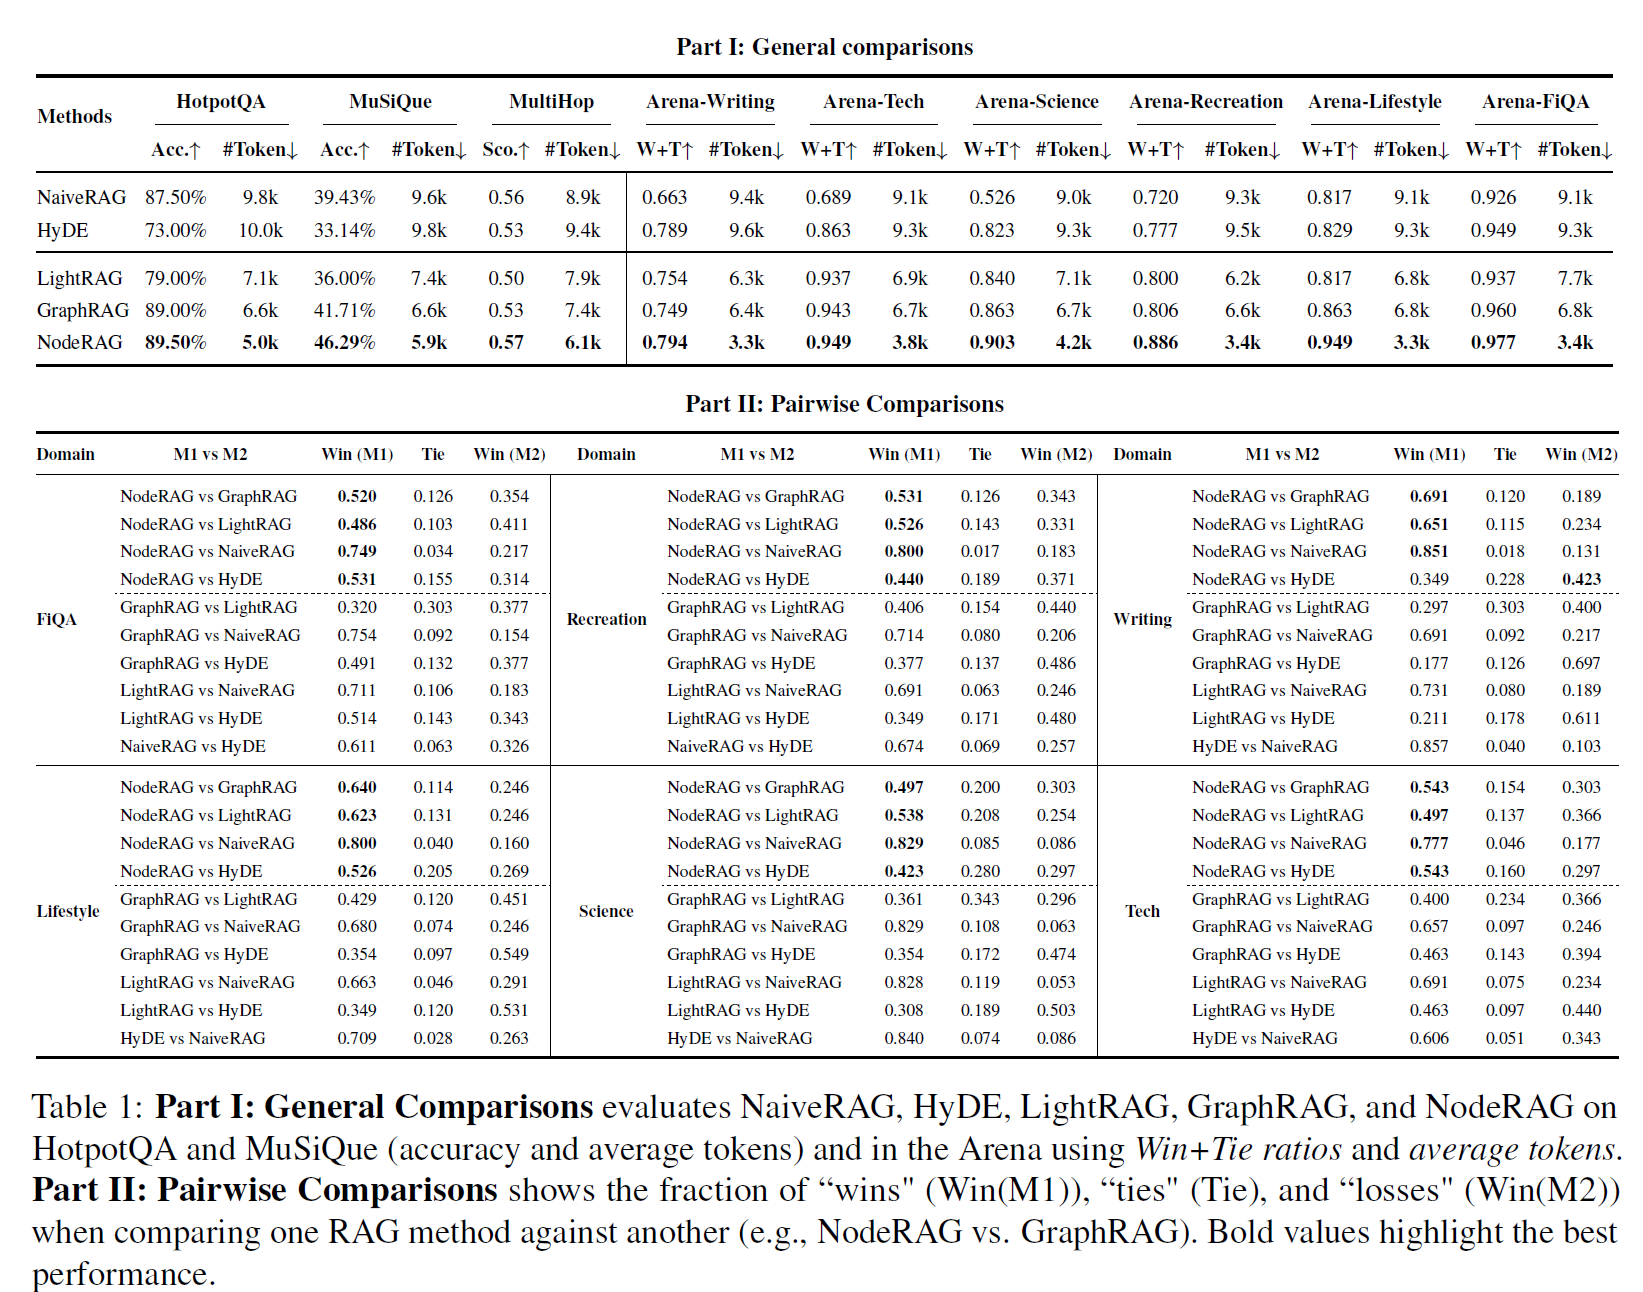 Part I: General comparisons
Methods HotpotQA MuSiQue MultiHop Arena-Writing Arena-Tech Arena-Science Arena-Recreation Arena-Lifestyle Arena-FiQA
Acc.↑ #Token↓ Acc.↑ #Token↓ Sco.↑ #Token↓ W+T↑ #Token↓ W+T↑ #Token↓ W+T↑ #Token↓ W+T↑ #Token↓ W+T↑ #Token↓ W+T↑ #Token↓
NaiveRAG 87.50% 9.8k 39.43% 9.6k 0.56 8.9k 0.663 9.4k 0.689 9.1k 0.526 9.0k 0.720 9.3k 0.817 9.1k 0.926 9.1k
HyDE 73.00% 10.0k 33.14% 9.8k 0.53 9.4k 0.789 9.6k 0.863 9.3k 0.823 9.3k 0.777 9.5k 0.829 9.3k 0.949 9.3k
LightRAG 79.00% 7.1k 36.00% 7.4k 0.50 7.9k 0.754 6.3k 0.937 6.9k 0.840 7.1k 0.800 6.2k 0.817 6.8k 0.937 7.7k
GraphRAG 89.00% 6.6k 41.71% 6.6k 0.53 7.4k 0.749 6.4k 0.943 6.7k 0.863 6.7k 0.806 6.6k 0.863 6.8k 0.960 6.8k
NodeRAG 89.50% 5.0k 46.29% 5.9k 0.57 6.1k 0.794 3.3k 0.949 3.8k 0.903 4.2k 0.886 3.4k 0.949 3.3k 0.977 3.4k
Part II: Pairwise Comparisons
Domain M1 vs M2 Win (M1) Tie Win (M2) Domain M1 vs M2 Win (M1) Tie Win (M2) Domain M1 vs M2 Win (M1) Tie Win (M2)
NodeRAG vs GraphRAG 0.520 0.126 0.354 NodeRAG vs GraphRAG 0.531 0.126 0.343 NodeRAG vs GraphRAG 0.691 0.120 0.189
NodeRAG vs LightRAG 0.486 0.103 0.411 NodeRAG vs LightRAG 0.526 0.143 0.331 NodeRAG vs LightRAG 0.651 0.115 0.234
NodeRAG vs NaiveRAG 0.749 0.034 0.217 NodeRAG vs NaiveRAG 0.800 0.017 0.183 NodeRAG vs NaiveRAG 0.851 0.018 0.131
NodeRAG vs HyDE 0.531 0.155 0.314 NodeRAG vs HyDE 0.440 0.189 0.371 NodeRAG vs HyDE 0.349 0.228 0.423
GraphRAG vs LightRAG 0.320 0.303 0.377 GraphRAG vs LightRAG 0.406 0.154 0.440 GraphRAG vs LightRAG 0.297 0.303 0.400
FiQA Recreation Writing
GraphRAG vs NaiveRAG 0.754 0.092 0.154 GraphRAG vs NaiveRAG 0.714 0.080 0.206 GraphRAG vs NaiveRAG 0.691 0.092 0.217
GraphRAG vs HyDE 0.491 0.132 0.377 GraphRAG vs HyDE 0.377 0.137 0.486 GraphRAG vs HyDE 0.177 0.126 0.697
LightRAG vs NaiveRAG 0.711 0.106 0.183 LightRAG vs NaiveRAG 0.691 0.063 0.246 LightRAG vs NaiveRAG 0.731 0.080 0.189
LightRAG vs HyDE 0.514 0.143 0.343 LightRAG vs HyDE 0.349 0.171 0.480 LightRAG vs HyDE 0.211 0.178 0.611
NaiveRAG vs HyDE 0.611 0.063 0.326 NaiveRAG vs HyDE 0.674 0.069 0.257 HyDE vs NaiveRAG 0.857 0.040 0.103
NodeRAG vs GraphRAG 0.640 0.114 0.246 NodeRAG vs GraphRAG 0.497 0.200 0.303 NodeRAG vs GraphRAG 0.543 0.154 0.303
NodeRAG vs LightRAG 0.623 0.131 0.246 NodeRAG vs LightRAG 0.538 0.208 0.254 NodeRAG vs LightRAG 0.497 0.137 0.366
NodeRAG vs NaiveRAG 0.800 0.040 0.160 NodeRAG vs NaiveRAG 0.829 0.085 0.086 NodeRAG vs NaiveRAG 0.777 0.046 0.177
NodeRAG vs HyDE 0.526 0.205 0.269 NodeRAG vs HyDE 0.423 0.280 0.297 NodeRAG vs HyDE 0.543 0.160 0.297
GraphRAG vs LightRAG 0.429 0.120 0.451 GraphRAG vs LightRAG 0.361 0.343 0.296 GraphRAG vs LightRAG 0.400 0.234 0.366
Lifestyle Science Tech
GraphRAG vs NaiveRAG 0.680 0.074 0.246 GraphRAG vs NaiveRAG 0.829 0.108 0.063 GraphRAG vs NaiveRAG 0.657 0.097 0.246
GraphRAG vs HyDE 0.354 0.097 0.549 GraphRAG vs HyDE 0.354 0.172 0.474 GraphRAG vs HyDE 0.463 0.143 0.394
LightRAG vs NaiveRAG 0.663 0.046 0.291 LightRAG vs NaiveRAG 0.828 0.119 0.053 LightRAG vs NaiveRAG 0.691 0.075 0.234
LightRAG vs HyDE 0.349 0.120 0.531 LightRAG vs HyDE 0.308 0.189 0.503 LightRAG vs HyDE 0.463 0.097 0.440
HyDE vs NaiveRAG 0.709 0.028 0.263 HyDE vs NaiveRAG 0.840 0.074 0.086 HyDE vs NaiveRAG 0.606 0.051 0.343
Table 1: Part I: General Comparisons evaluates NaiveRAG, HyDE, LightRAG, GraphRAG, and NodeRAG on
HotpotQA and MuSiQue (accuracy and average tokens) and in the Arena using Win+Tie ratios and average tokens.
Part II: Pairwise Comparisons shows the fraction of “wins" (Win(M1)), “ties" (Tie), and “losses" (Win(M2))
when comparing one RAG method against another (e.g., NodeRAG vs. GraphRAG). Bold values highlight the best
performance.